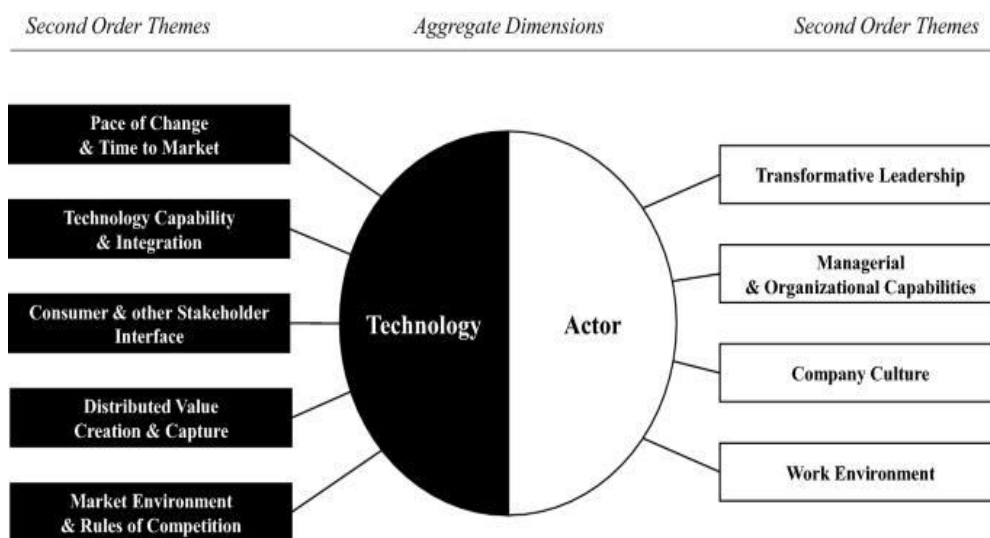 Second Order Themes
Aggregate Dimensions
Second Order Themes
Pace of Change
& Time to Market
Technology Capability
& Integration
Consumer & other Stakeholder
Interface
Distributed Value
Creation & Capture
Market Environment
& Rules of Competition
Technology
Actor
Transformative Leadership
Managerial
& Organizational Capabilities
Company Culture
Work Environment